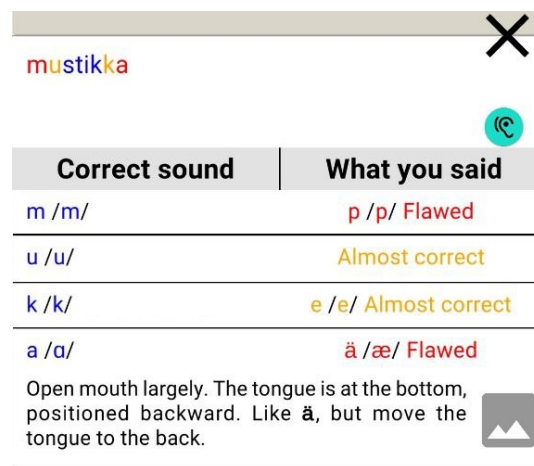 mustikka
Correct sound What you said
m /m/ p /p/ Flawed
u /u/ Almost correct
k /k/ e /e/ Almost correct
a /ɑ/ ä /æ/ Flawed
Open mouth largely. The tongue is at the bottom,
positioned backward. Like ä, but move the
tongue to the back.